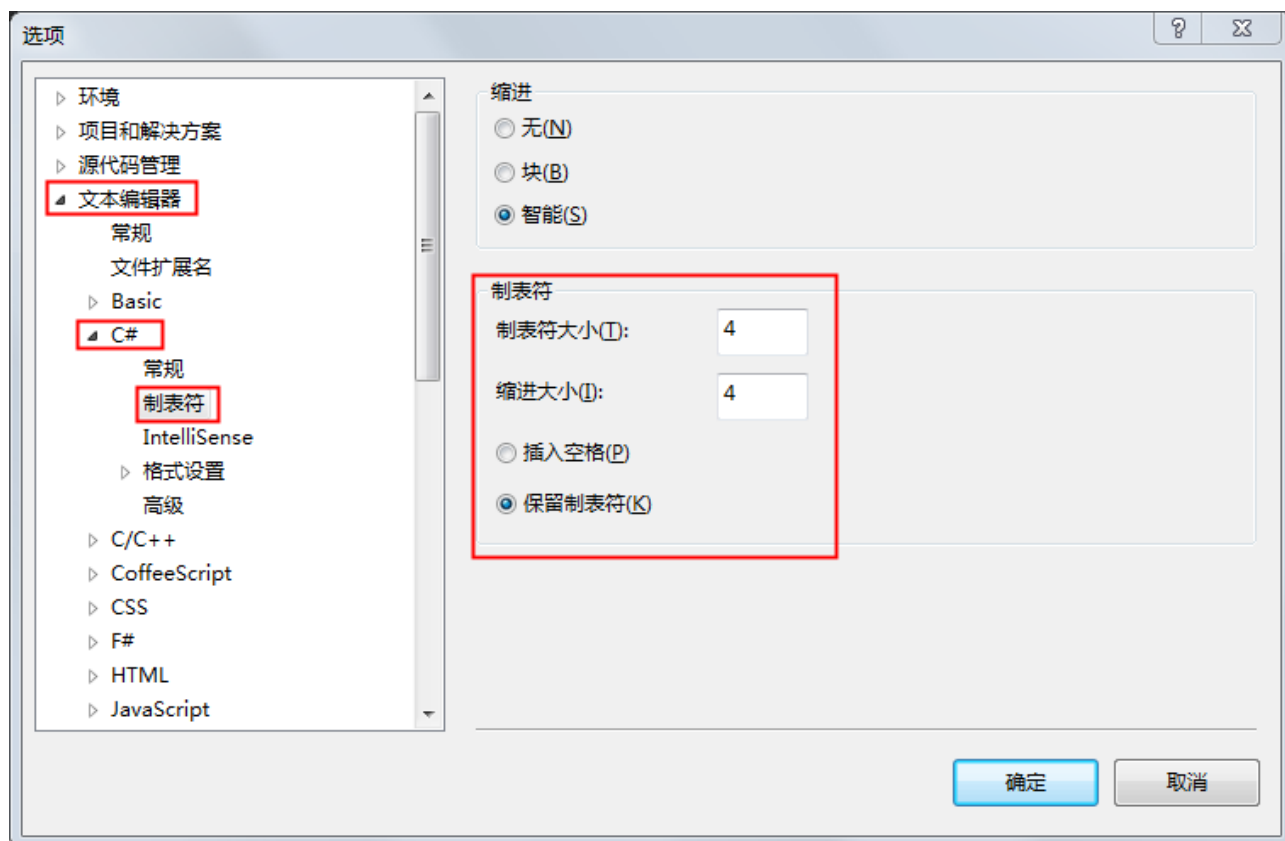 选项
环境
项目和解决方案
源代码管理
文本编辑器
常规
文件扩展名
Basic
C#
常规
制表符
IntelliSense
格式设置
高级
C/C++
CoffeeScript
CSS
F#
HTML
JavaScript
缩进
无(N)
块(B)
智能(S)
制表符
制表符大小(T): 4
缩进大小(I): 4
插入空格(P)
保留制表符(K)
确定 取消